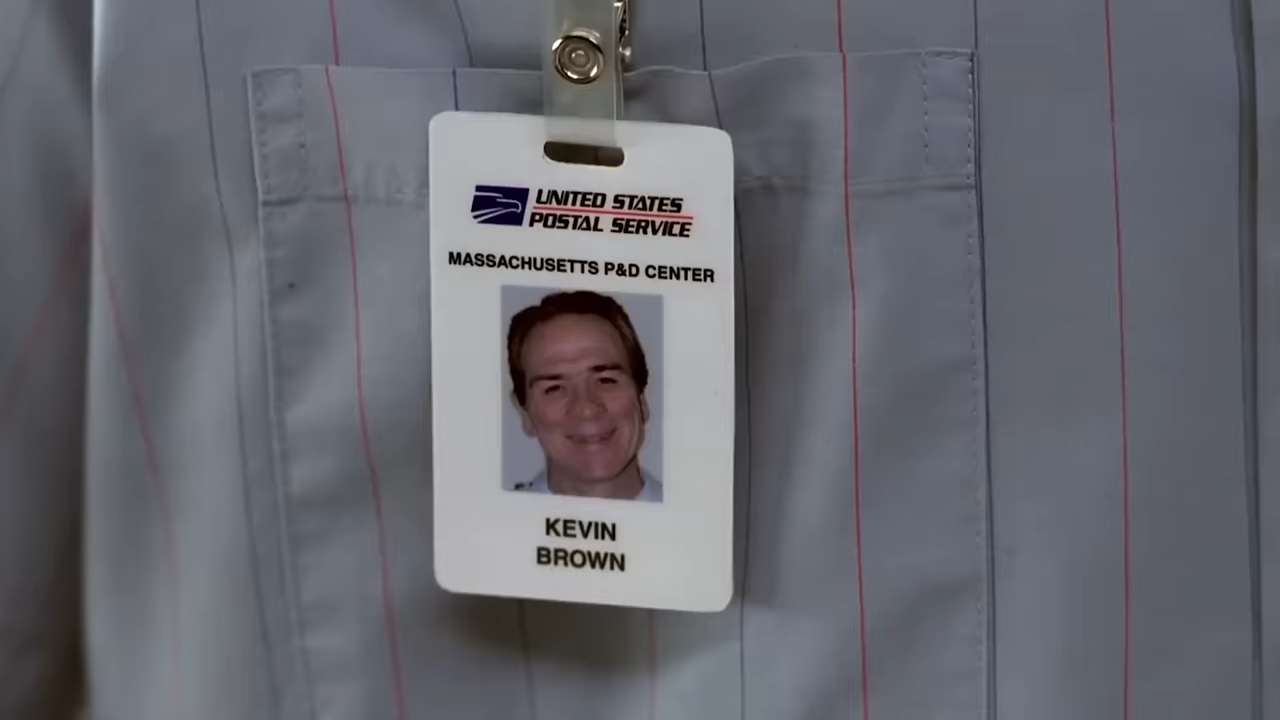 UNITED STATES
POSTAL SERVICE
MASSACHUSETTS P&D CENTER
KEVIN
BROWN